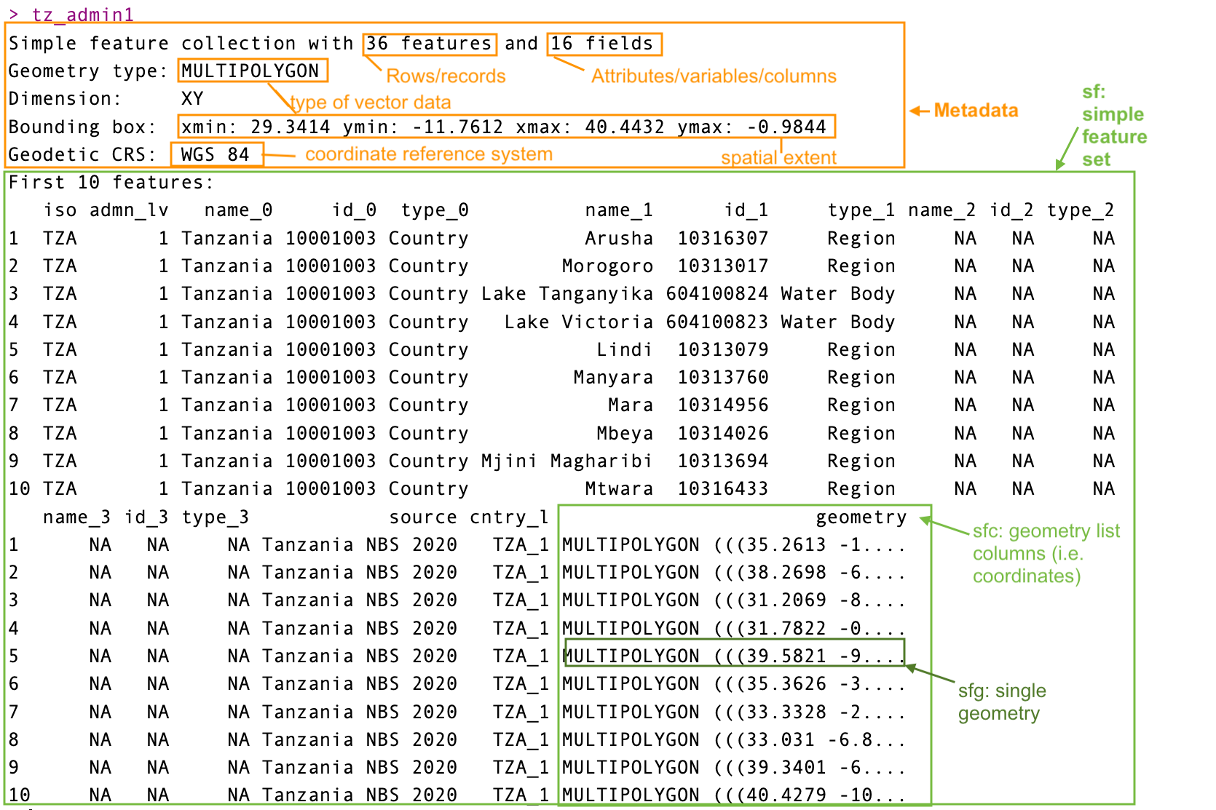 > tz_admin1
Simple feature collection with 36 features and 16 fields
Geometry type: MULTIPOLYGON
Rows/records
Attributes/variables/columns
Dimension:     XY
type of vector data
Metadata
sf:
simple
feature
set
Bounding box:  xmin: 29.3414 ymin: -11.7612 xmax: 40.4432 ymax: -0.9844
Geodetic CRS:  WGS 84
coordinate reference system
spatial extent
First 10 features:
   iso admn_lv   name_0     id_0  type_0          name_1      id_1     type_1 name_2 id_2 type_2
1  TZA       1 Tanzania 10001003 Country          Arusha  10316307     Region     NA   NA     NA
2  TZA       1 Tanzania 10001003 Country        Morogoro  10313017     Region     NA   NA     NA
3  TZA       1 Tanzania 10001003 Country Lake Tanganyika 604100824 Water Body     NA   NA     NA
4  TZA       1 Tanzania 10001003 Country   Lake Victoria 604100823 Water Body     NA   NA     NA
5  TZA       1 Tanzania 10001003 Country           Lindi  10313079     Region     NA   NA     NA
6  TZA       1 Tanzania 10001003 Country         Manyara  10313760     Region     NA   NA     NA
7  TZA       1 Tanzania 10001003 Country            Mara  10314956     Region     NA   NA     NA
8  TZA       1 Tanzania 10001003 Country           Mbeya  10314026     Region     NA   NA     NA
9  TZA       1 Tanzania 10001003 Country Mjini Magharibi  10313694     Region     NA   NA     NA
10 TZA       1 Tanzania 10001003 Country          Mtwara  10316433     Region     NA   NA     NA
   name_3 id_3 type_3            source cntry_l                       geometry
1      NA   NA     NA Tanzania NBS 2020   TZA_1 MULTIPOLYGON (((35.2613 -1....
2      NA   NA     NA Tanzania NBS 2020   TZA_1 MULTIPOLYGON (((38.2698 -6....
3      NA   NA     NA Tanzania NBS 2020   TZA_1 MULTIPOLYGON (((31.2069 -8....
4      NA   NA     NA Tanzania NBS 2020   TZA_1 MULTIPOLYGON (((31.7822 -0....
5      NA   NA     NA Tanzania NBS 2020   TZA_1 MULTIPOLYGON (((39.5821 -9....
6      NA   NA     NA Tanzania NBS 2020   TZA_1 MULTIPOLYGON (((35.3626 -3....
7      NA   NA     NA Tanzania NBS 2020   TZA_1 MULTIPOLYGON (((33.3328 -2....
8      NA   NA     NA Tanzania NBS 2020   TZA_1 MULTIPOLYGON (((33.031 -6.8...
9      NA   NA     NA Tanzania NBS 2020   TZA_1 MULTIPOLYGON (((39.3401 -6....
10     NA   NA     NA Tanzania NBS 2020   TZA_1 MULTIPOLYGON (((40.4279 -10...
sfc: geometry list
columns (i.e.
coordinates)
sfg: single
geometry